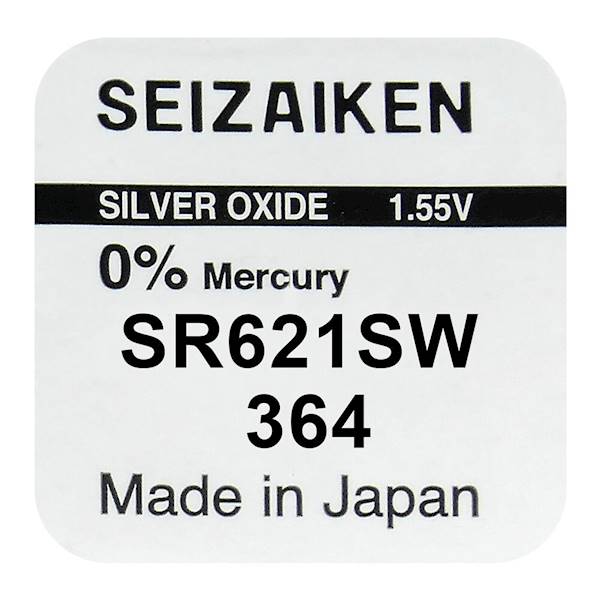 SEIZAIKEN
SILVER OXIDE 1.55V
0% Mercury
SR621SW
364
Made in Japan